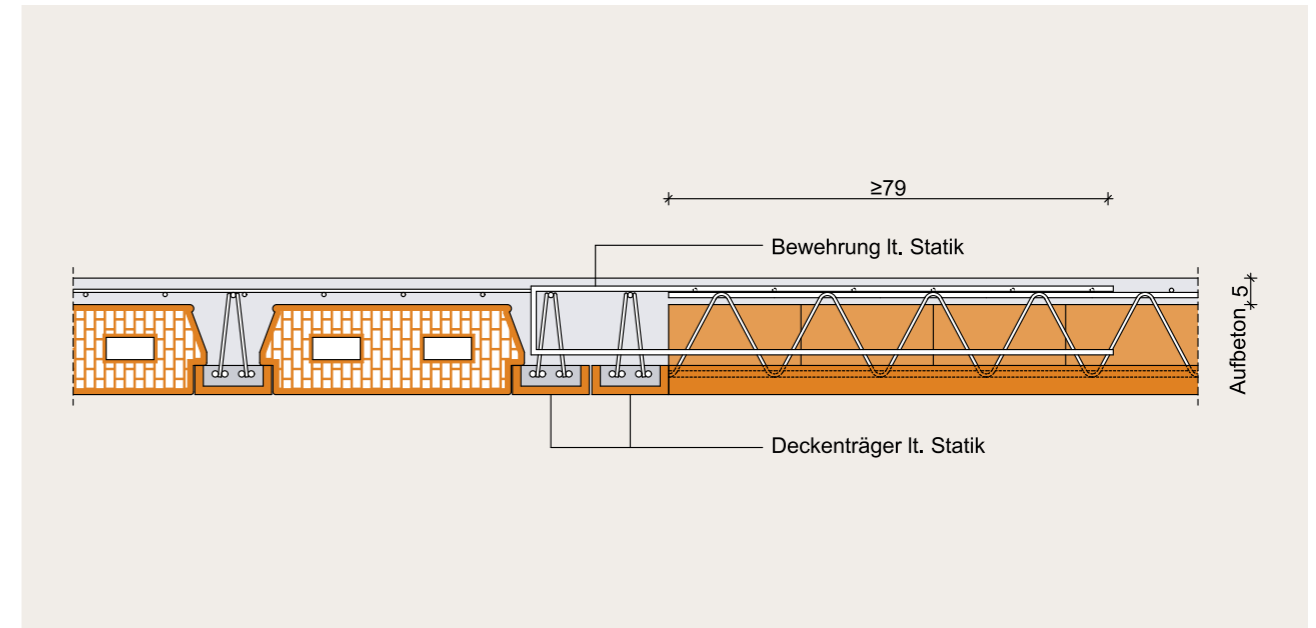 ≥79
Bewehrung lt. Statik
Aufbeton 5
Deckenträger lt. Statik